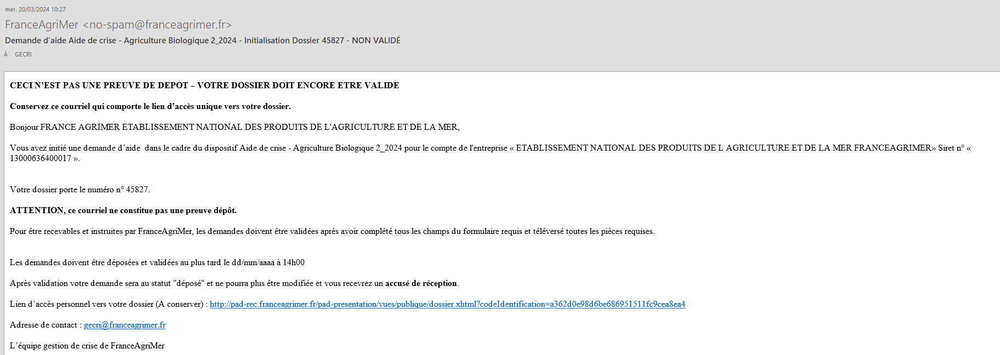 mer. 20/03/2024 10:27
FranceAgriMer <no-spam@franceagrimer.fr>
Demande d’aide Aide de crise - Agriculture Biologique 2_2024 - Initialisation Dossier 45827 - NON VALIDÉ
À GECRI
CECI N’EST PAS UNE PREUVE DE DEPOT – VOTRE DOSSIER DOIT ENCORE ETRE VALIDE
Conservez ce courriel qui comporte le lien d’accès unique vers votre dossier.
Bonjour FRANCE AGRIMER ETABLISSEMENT NATIONAL DES PRODUITS DE L'AGRICULTURE ET DE LA MER,
Vous avez initié une demande d’aide  dans le cadre du dispositif Aide de crise - Agriculture Biologique 2_2024 pour le compte de l'entreprise « ETABLISSEMENT NATIONAL DES PRODUITS DE L AGRICULTURE ET DE LA MER FRANCEAGRIMER» Siret n° «
13000636400017 ».
Votre dossier porte le numéro n° 45827.
ATTENTION, ce courriel ne constitue pas une preuve dépôt.
Pour être recevables et instruites par FranceAgriMer, les demandes doivent être validées après avoir complété tous les champs du formulaire requis et téléversé toutes les pièces requises.
Les demandes doivent être déposées et validées au plus tard le dd/mm/aaaa à 14h00
Après validation votre demande sera au statut "déposé" et ne pourra plus être modifiée et vous recevrez un accusé de réception.
Lien d’accès personnel vers votre dossier (A conserver) : http://pad-rec.franceagrimer.fr/pad-presentation/vues/publique/dossier.xhtml?codeIdentification=a362d0e98d6be686951511fc9cea8ea4
Adresse de contact : gecri@franceagrimer.fr
L’équipe gestion de crise de FranceAgriMer